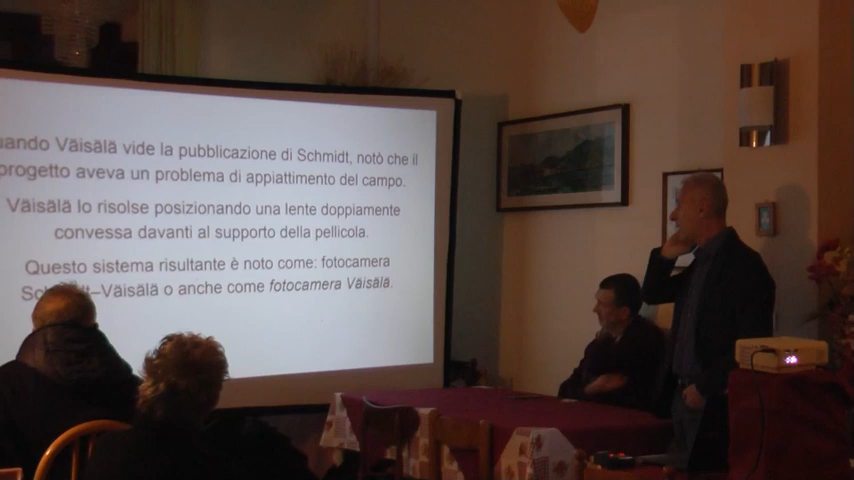 uando Väisälä vide la pubblicazione di Schmidt, notò che il
progetto aveva un problema di appiattimento del campo.
Väisälä lo risolse posizionando una lente doppiamente
convessa davanti al supporto della pellicola.
Questo sistema risultante è noto come: fotocamera
Sc tt–Väisälä o anche come fotocamera Väisälä.